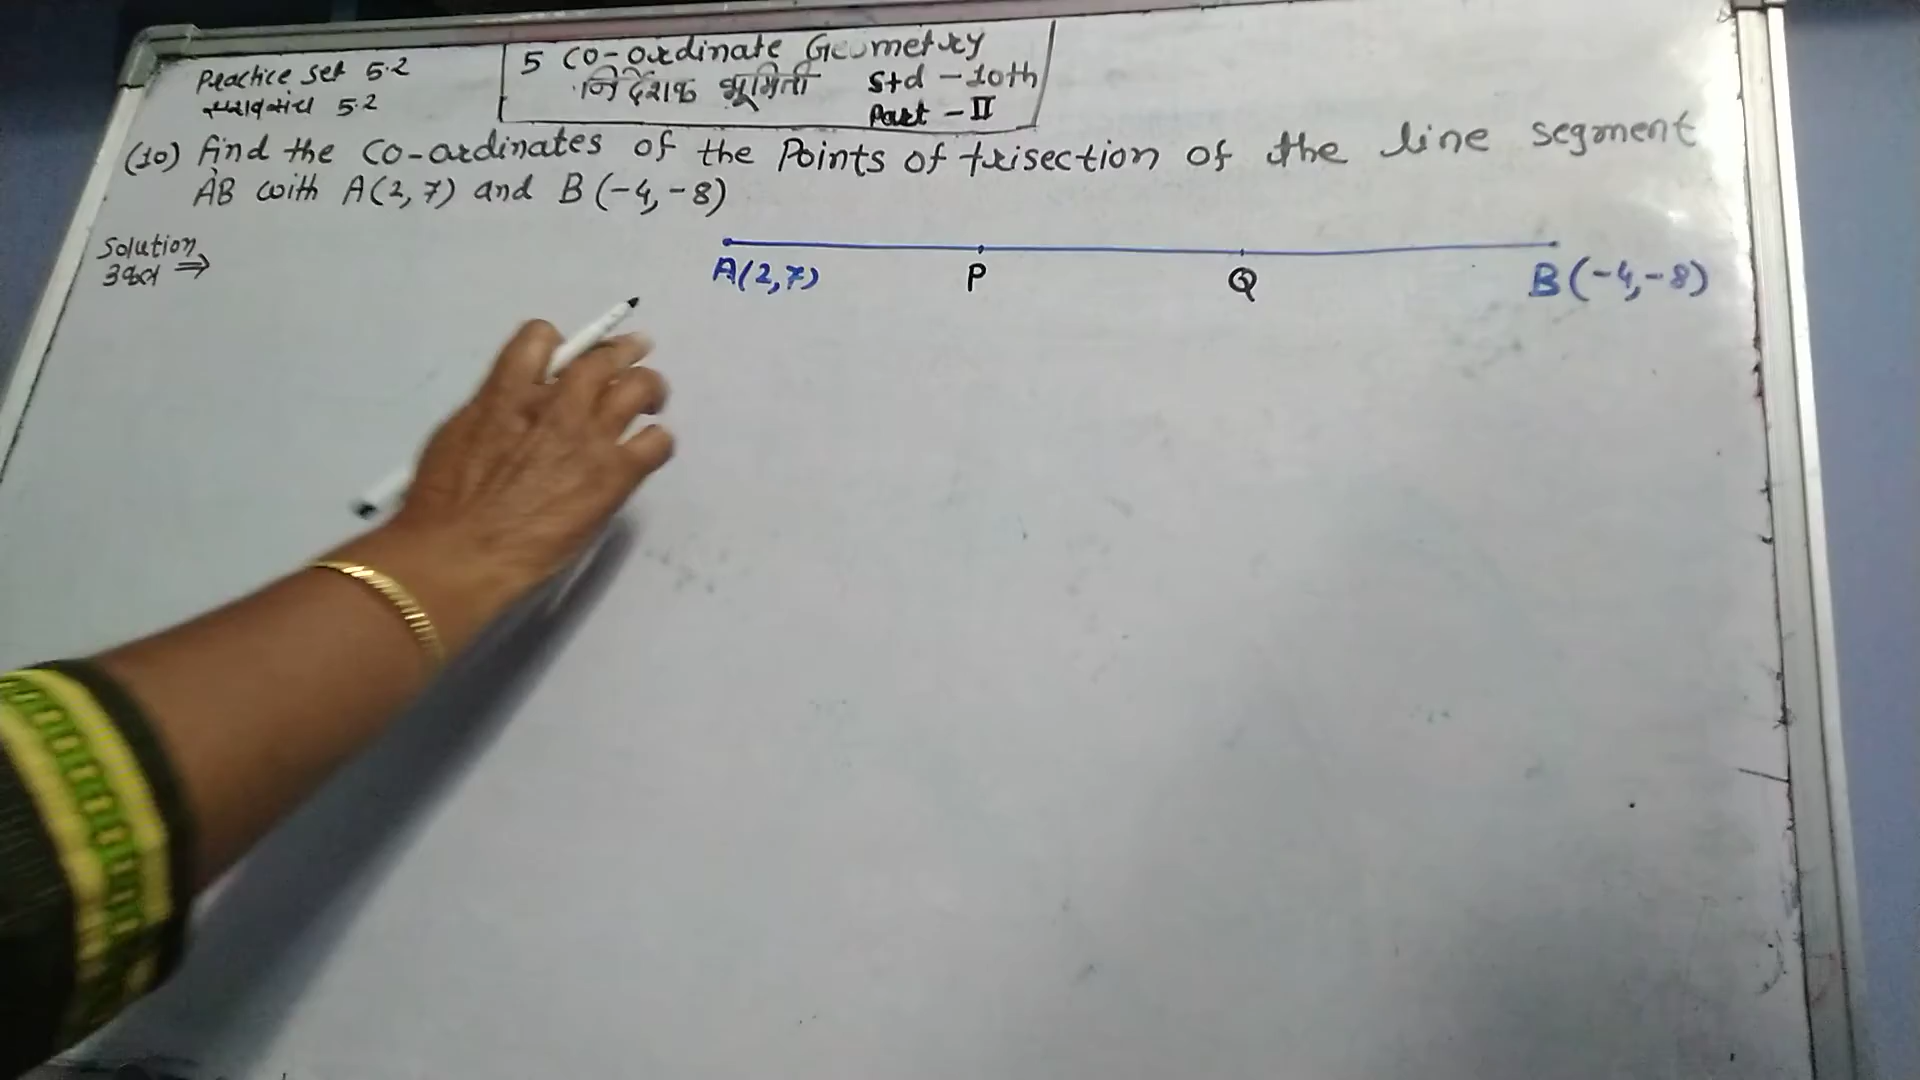 Practice Set 5.2
सरावसंच 5.2
5 Co-ordinate Geometry
निर्देशक भूमिती Std - 10th
Part - II
(10) Find the Co-ordinates of the Points of trisection of the line segment
AB with A(2, 7) and B(-4, -8)
Solution
उकल ⇒
A(2,7) P Q B(-4,-8)